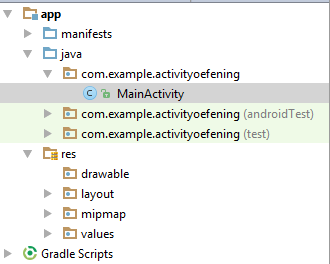 app
manifests
java
com.example.activityoefening
C MainActivity
com.example.activityoefening (androidTest)
com.example.activityoefening (test)
res
drawable
layout
mipmap
values
Gradle Scripts